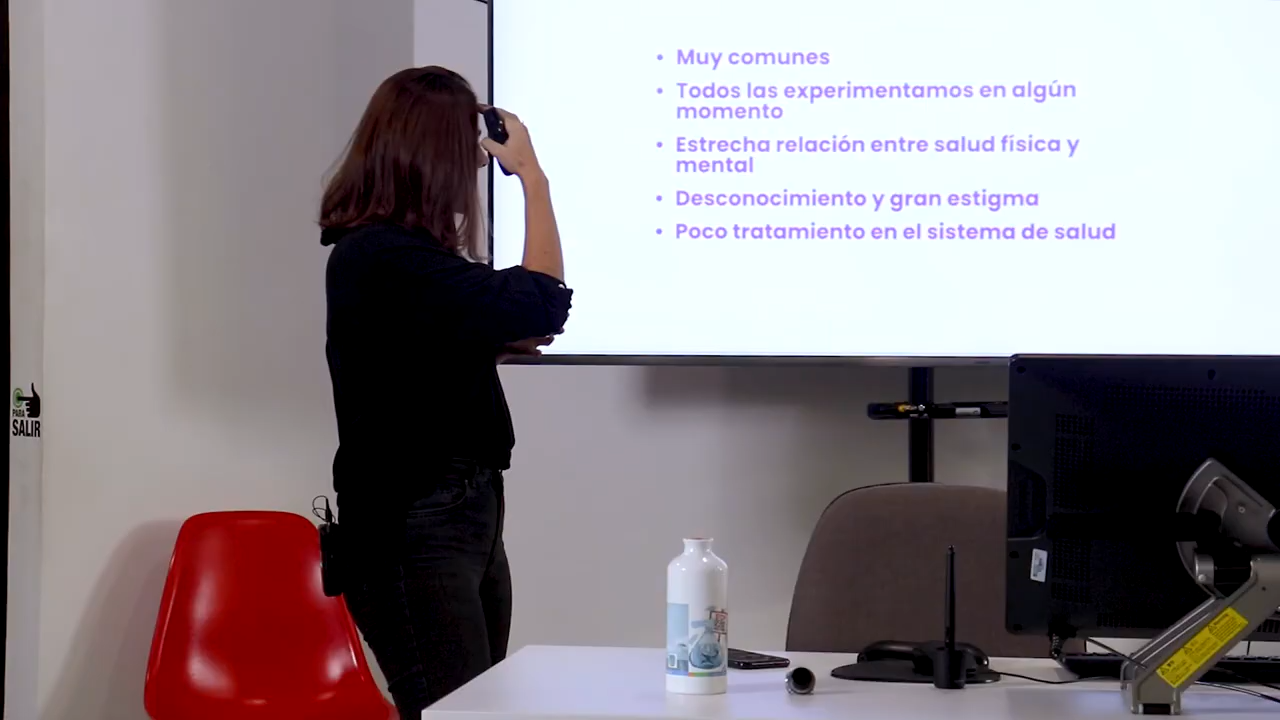 • Muy comunes
• Todos las experimentamos en algún
momento
• Estrecha relación entre salud física y
mental
• Desconocimiento y gran estigma
• Poco tratamiento en el sistema de salud
PARA
SALIR